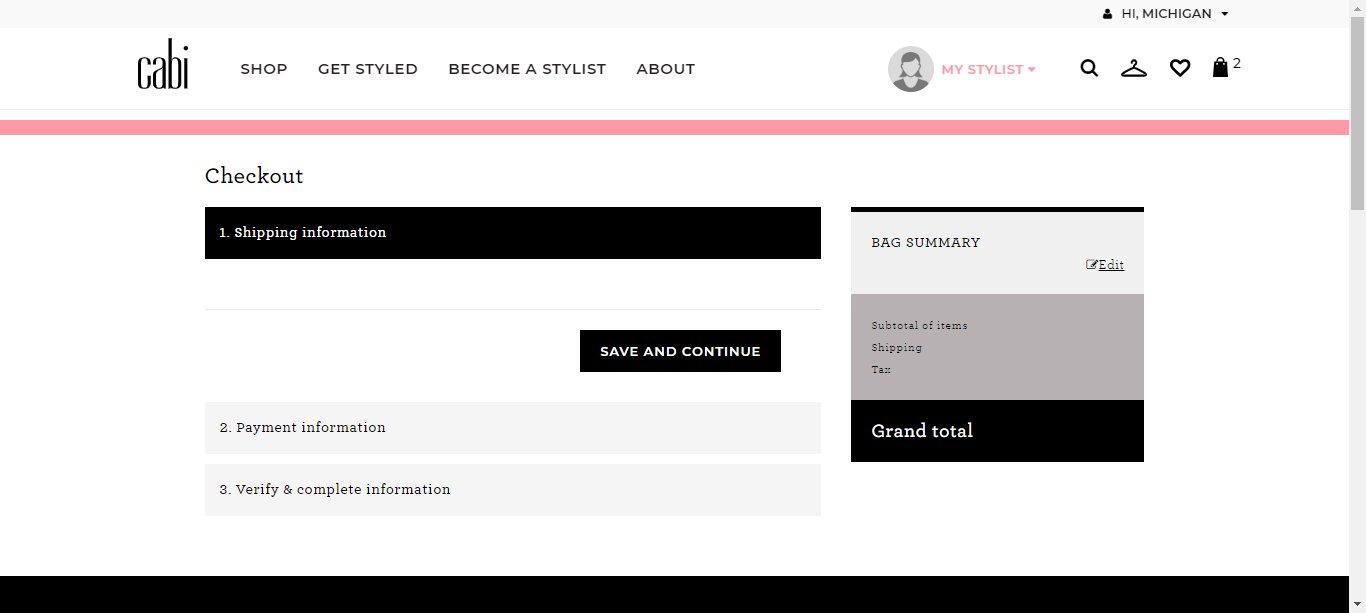 HI, MICHIGAN
cabi
SHOP GET STYLED BECOME A STYLIST ABOUT
MY STYLIST
2
Checkout
1. Shipping information
SAVE AND CONTINUE
2. Payment information
3. Verify & complete information
BAG SUMMARY
Edit
Subtotal of items
Shipping
Tax
Grand total